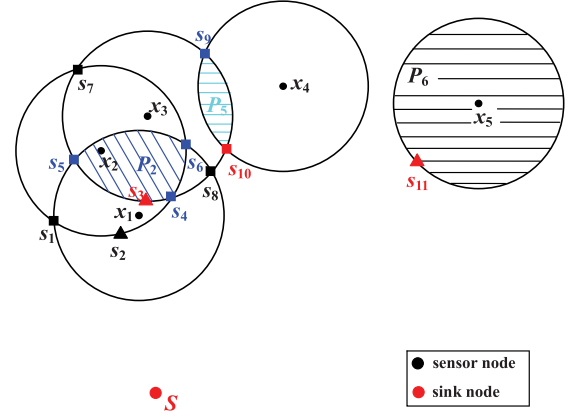 s9
s7
x4
P6
x3
P5
x5
s5
x2
P2
s6
s10
s8
s11
s3
s4
x1
s1
s2
sensor node
sink node
S